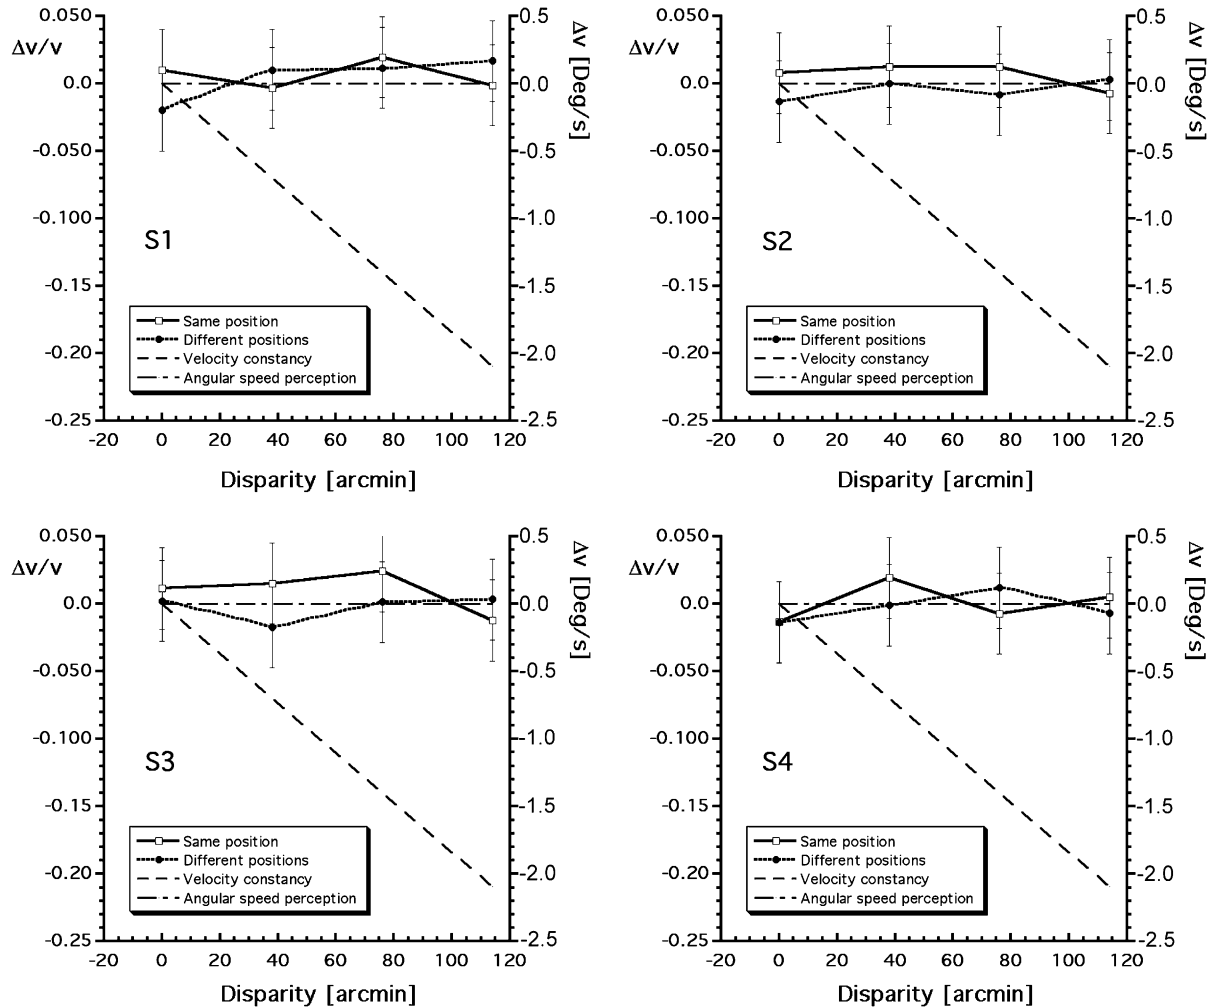 0.050
0.0
-0.050
-0.100
-0.15
-0.20
-0.25
Δv/v
0.5
0.0
-0.5
-1.0
-1.5
-2.0
-2.5
Δv [Deg/s]
S1
Same position
Different positions
Velocity constancy
Angular speed perception
-20 0 20 40 60 80 100 120
Disparity [arcmin]
0.050
0.0
-0.050
-0.100
-0.15
-0.20
-0.25
Δv/v
0.5
0.0
-0.5
-1.0
-1.5
-2.0
-2.5
Δv [Deg/s]
S2
Same position
Different positions
Velocity constancy
Angular speed perception
-20 0 20 40 60 80 100 120
Disparity [arcmin]
0.050
0.0
-0.050
-0.100
-0.15
-0.20
-0.25
Δv/v
0.5
0.0
-0.5
-1.0
-1.5
-2.0
-2.5
Δv [Deg/s]
S3
Same position
Different positions
Velocity constancy
Angular speed perception
-20 0 20 40 60 80 100 120
Disparity [arcmin]
0.050
0.0
-0.050
-0.100
-0.15
-0.20
-0.25
Δv/v
0.5
0.0
-0.5
-1.0
-1.5
-2.0
-2.5
Δv [Deg/s]
S4
Same position
Different positions
Velocity constancy
Angular speed perception
-20 0 20 40 60 80 100 120
Disparity [arcmin]